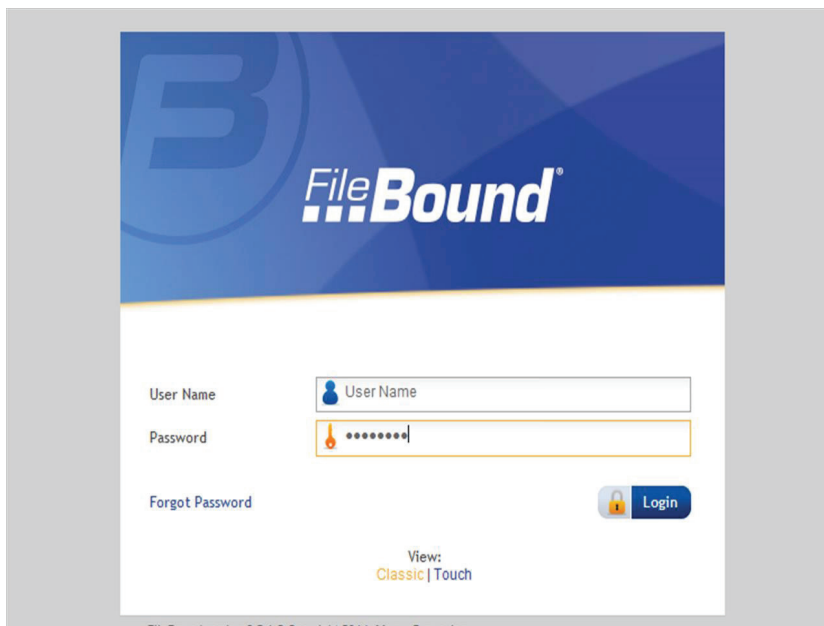 FileBound®
User Name
User Name
Password
••••••••
Forgot Password
Login
View:
Classic | Touch